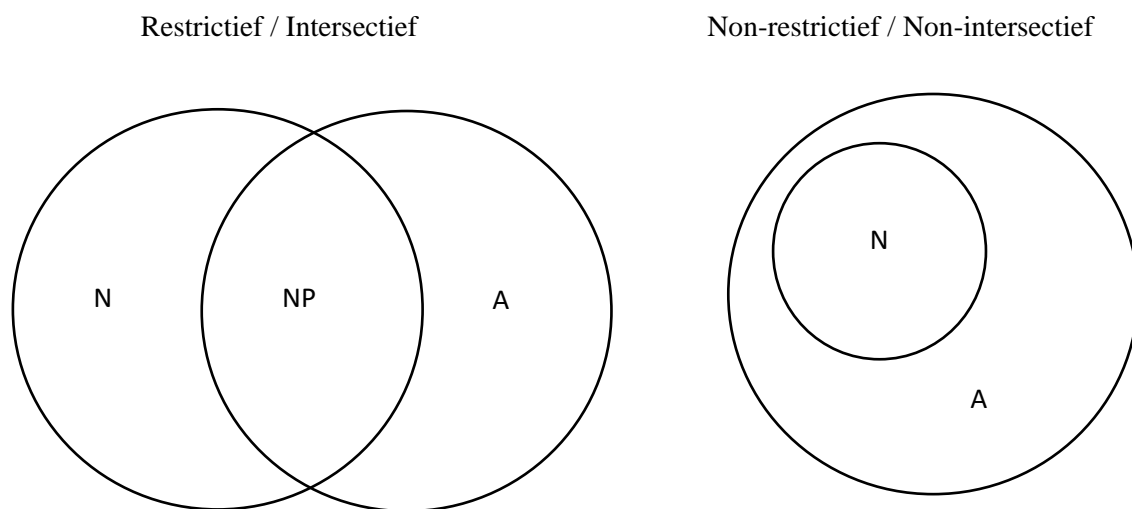 Restrictief / Intersectief
Non-restrictief / Non-intersectief
N
NP
A
N
A